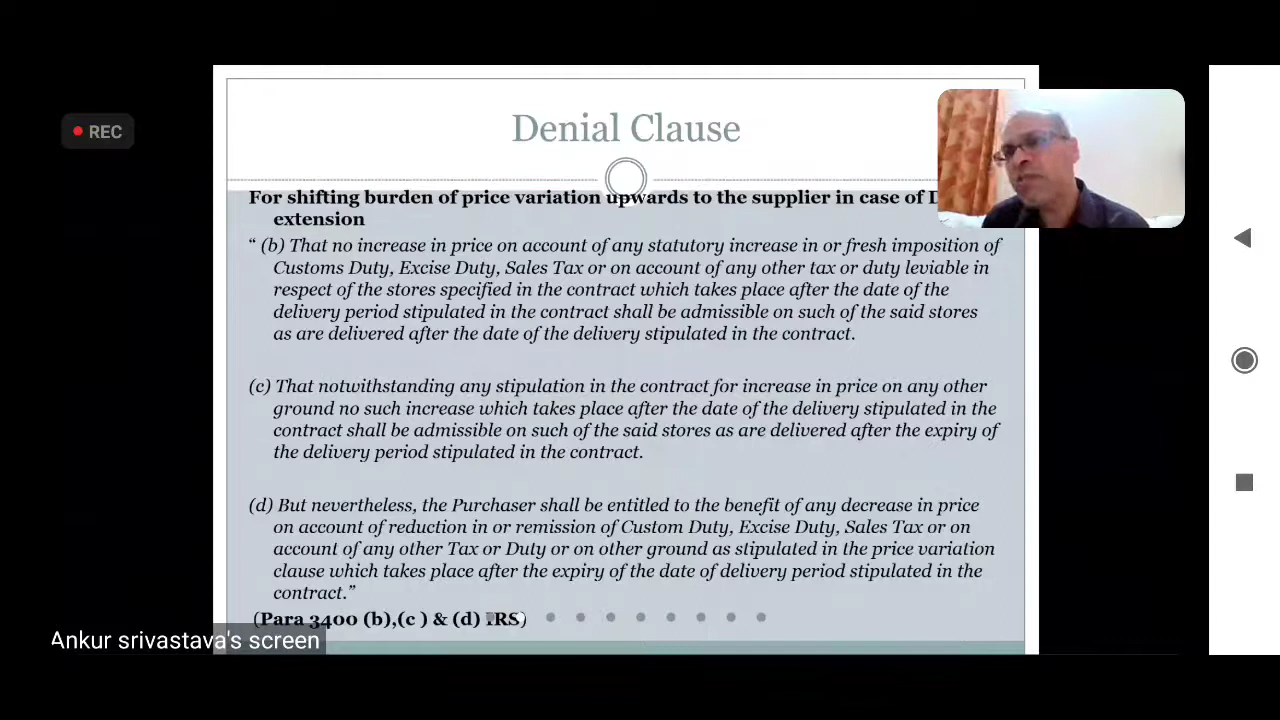 Denial Clause
REC
For shifting burden of price variation upwards to the supplier in case of
extension
“ (b) That no increase in price on account of any statutory increase in or fresh imposition of
Customs Duty, Excise Duty, Sales Tax or on account of any other tax or duty leviable in
respect of the stores specified in the contract which takes place after the date of the
delivery period stipulated in the contract shall be admissible on such of the said stores
as are delivered after the date of the delivery stipulated in the contract.
(c) That notwithstanding any stipulation in the contract for increase in price on any other
ground no such increase which takes place after the date of the delivery stipulated in the
contract shall be admissible on such of the said stores as are delivered after the expiry of
the delivery period stipulated in the contract.
(d) But nevertheless, the Purchaser shall be entitled to the benefit of any decrease in price
on account of reduction in or remission of Custom Duty, Excise Duty, Sales Tax or on
account of any other Tax or Duty or on other ground as stipulated in the price variation
clause which takes place after the expiry of the date of delivery period stipulated in the
contract.”
(Para 3400 (b),(c ) & (d) IRS)
Ankur srivastava's screen